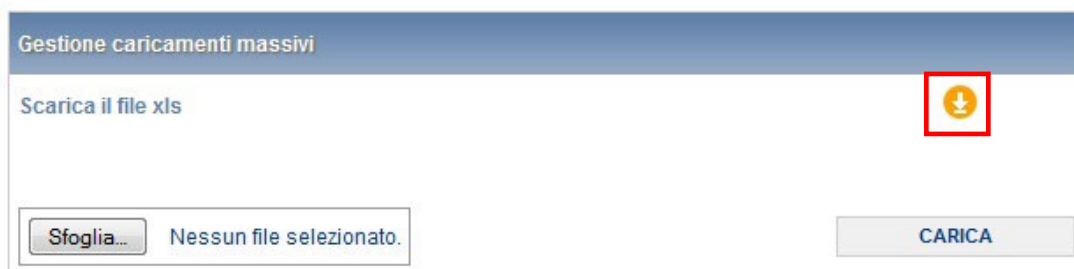 Gestione caricamenti massivi
Scarica il file xls
Sfoglia... Nessun file selezionato.
CARICA